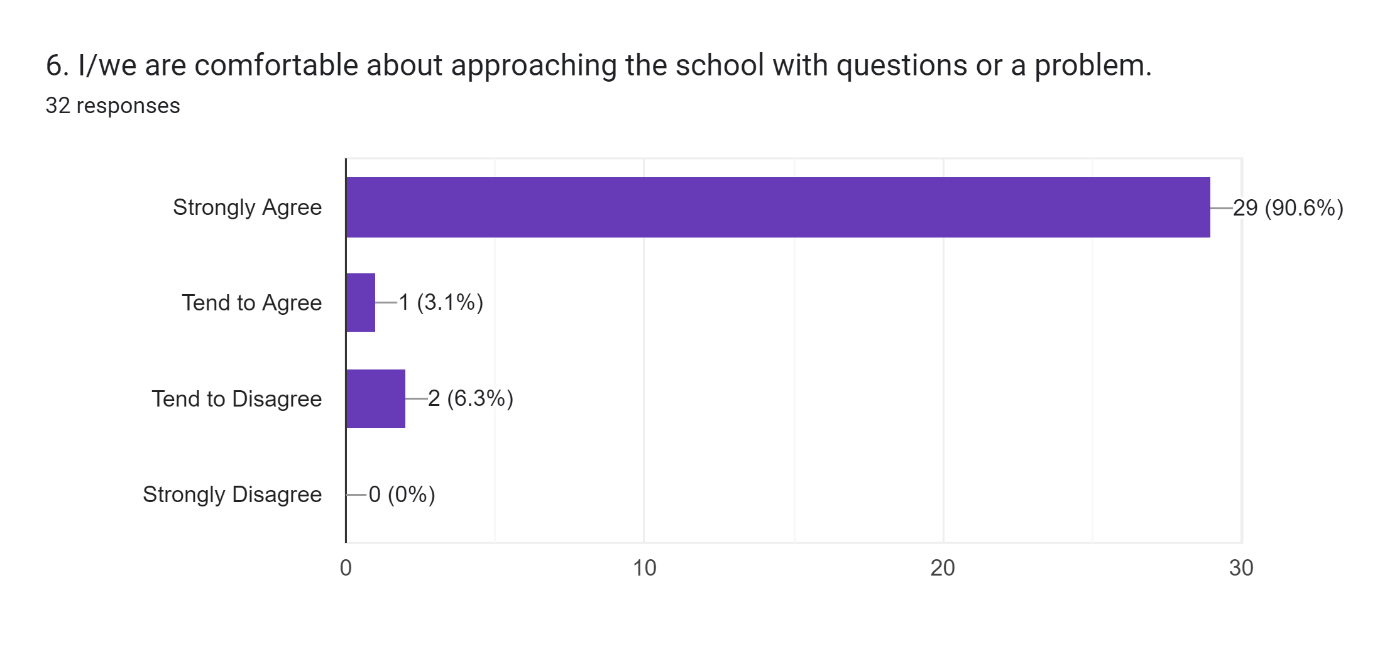 6. I/we are comfortable about approaching the school with questions or a problem.
32 responses
Strongly Agree
29 (90.6%)
Tend to Agree
1 (3.1%)
Tend to Disagree
2 (6.3%)
Strongly Disagree
0 (0%)
0
10
20
30